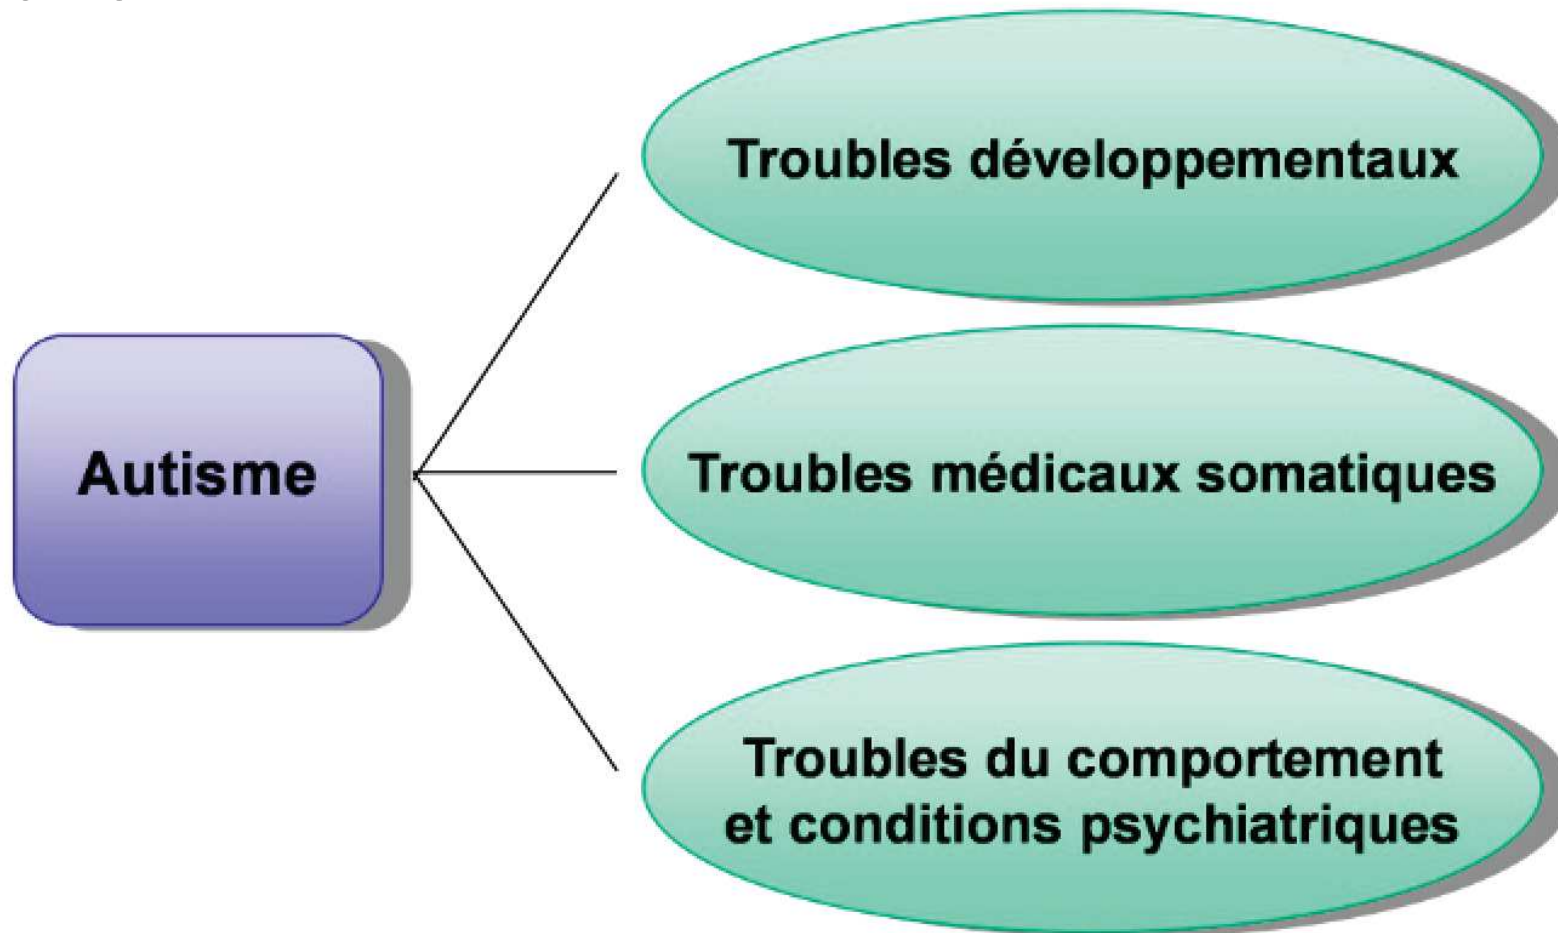 Troubles développementaux
Autisme
Troubles médicaux somatiques
Troubles du comportement
et conditions psychiatriques